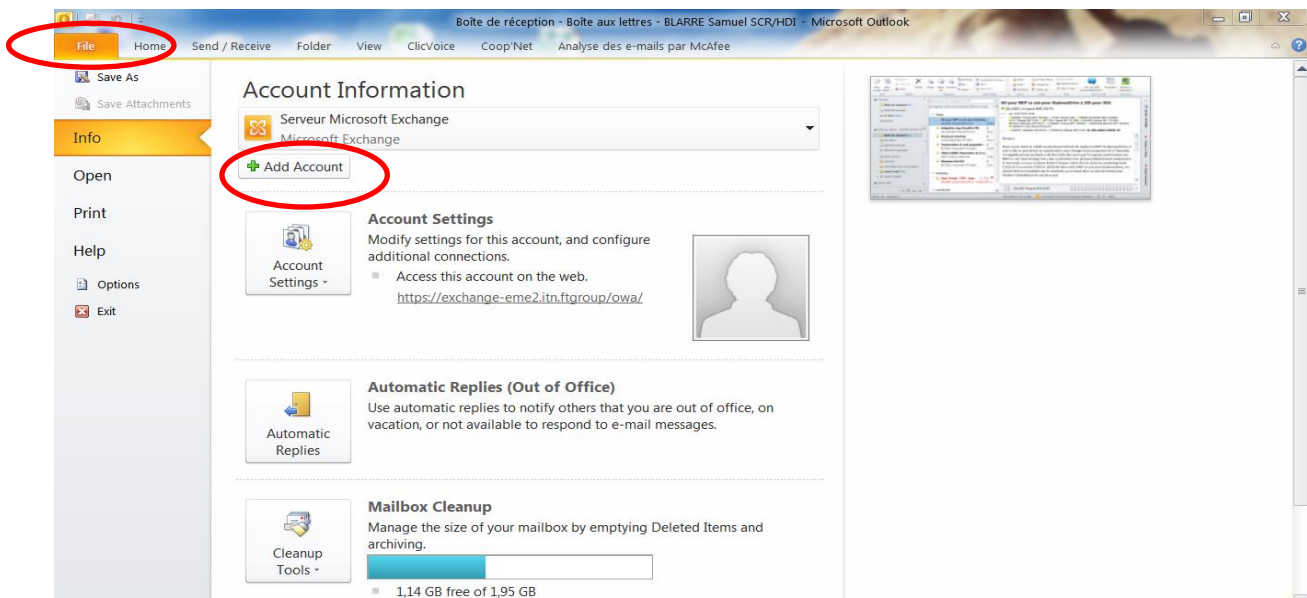 Boîte de réception - Boîte aux lettres - BLARRE Samuel SCR/HDI - Microsoft Outlook
File Home Send / Receive Folder View ClicVoice Coop'Net Analyse des e-mails par McAfee
Save As
Save Attachments
Info
Open
Print
Help
Options
Exit
Account Information
Serveur Microsoft Exchange
Microsoft Exchange
Add Account
Account Settings
Account Settings
Modify settings for this account, and configure
additional connections.
Access this account on the web.
https://exchange-eme2.itn.ftgroup/owa/
Automatic
Replies
Automatic Replies (Out of Office)
Use automatic replies to notify others that you are out of office, on
vacation, or not available to respond to e-mail messages.
Cleanup
Tools
Mailbox Cleanup
Manage the size of your mailbox by emptying Deleted Items and
archiving.
1,14 GB free of 1,95 GB